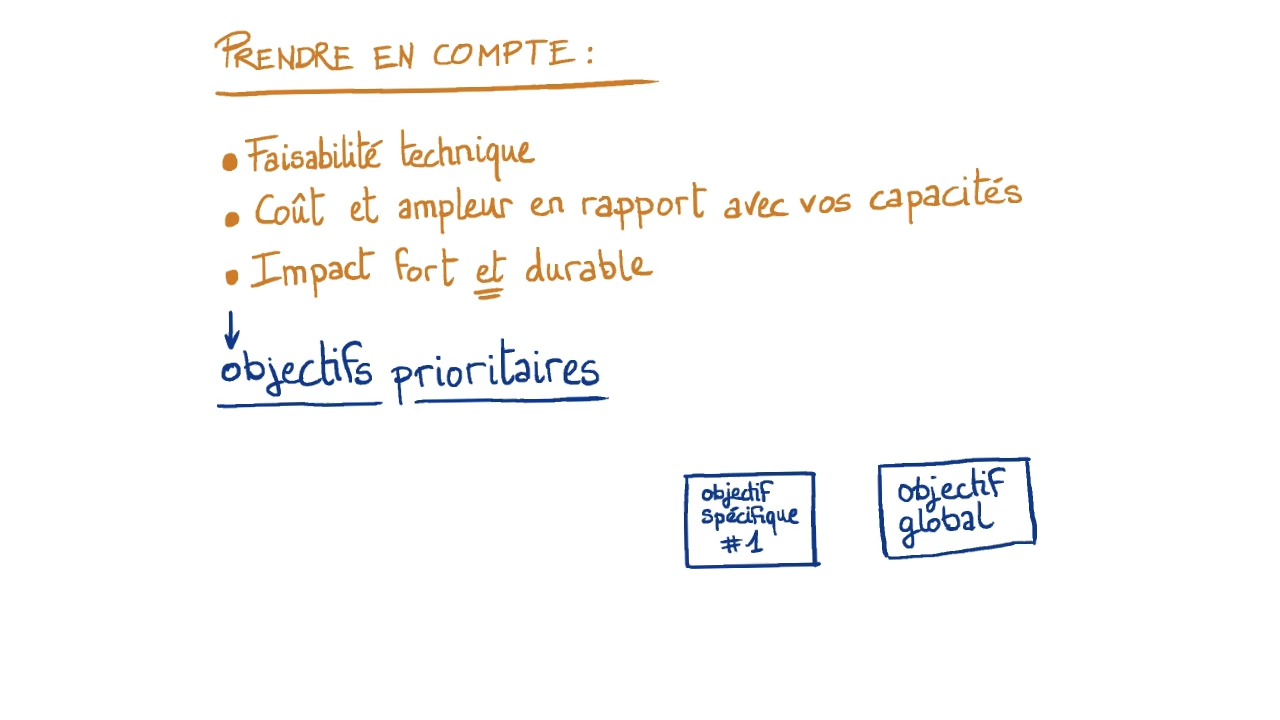 PRENDRE EN COMPTE :
• Faisabilité technique
• Coût et ampleur en rapport avec vos capacités
• Impact fort et durable
↓
objectifs prioritaires
objectif
spécifique
#1
objectif
global